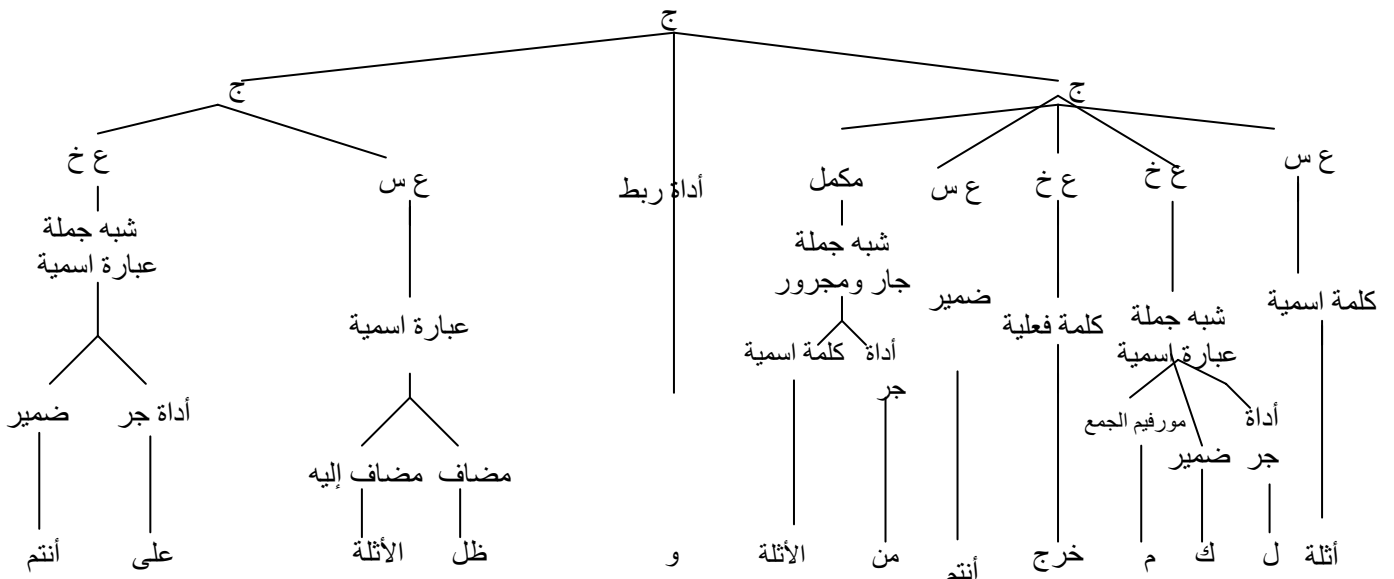 ج
ج ج
ع س ع خ ع خ ع س مكمل أداة ربط ع س ع خ
كلمة اسمية شبه جملة عبارة اسمية كلمة فعلية ضمير شبه جملة جار ومجرور عبارة اسمية شبه جملة عبارة اسمية
أداة جر ضمير مورفيم الجمع أداة جر كلمة اسمية مضاف مضاف إليه أداة جر ضمير
أثلة ل ك م خرج أنتم من الأثلة و ظل الأثلة على أنتم